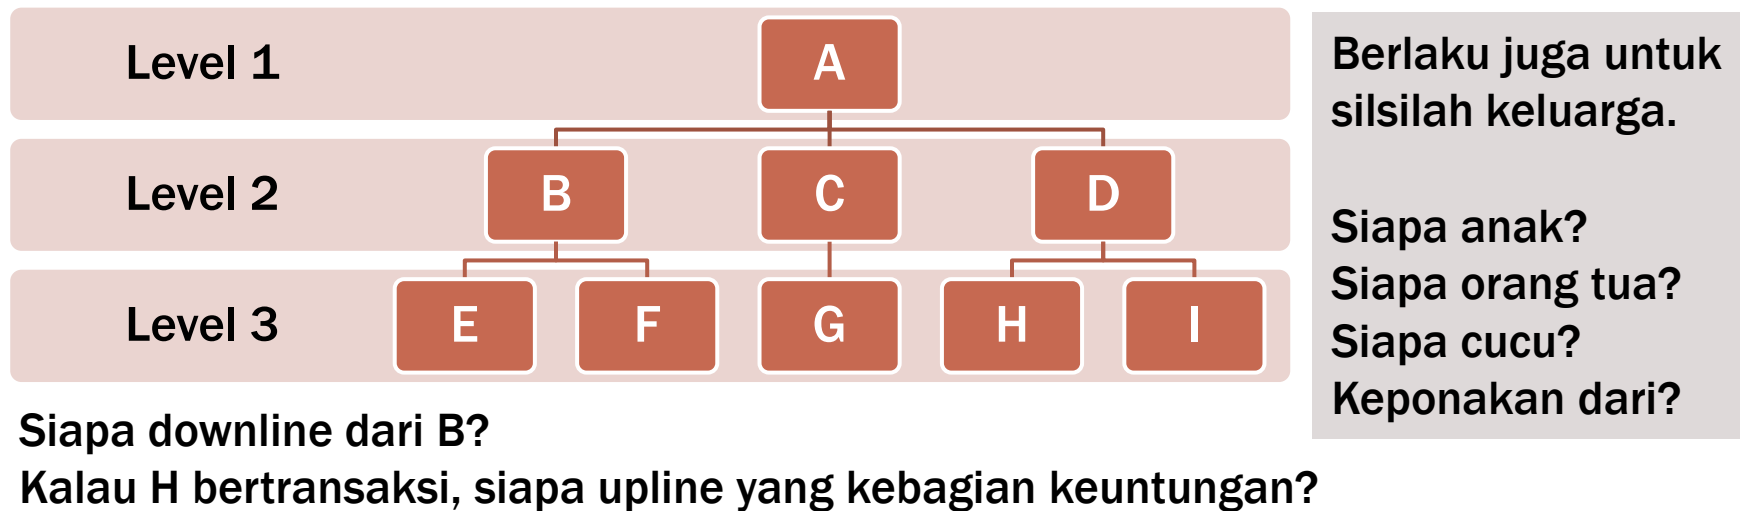 Level 1
A
Level 2
B
C
D
Level 3
E
F
G
H
I
Berlaku juga untuk
silsilah keluarga.
Siapa anak?
Siapa orang tua?
Siapa cucu?
Keponakan dari?
Siapa downline dari B?
Kalau H bertransaksi, siapa upline yang kebagian keuntungan?